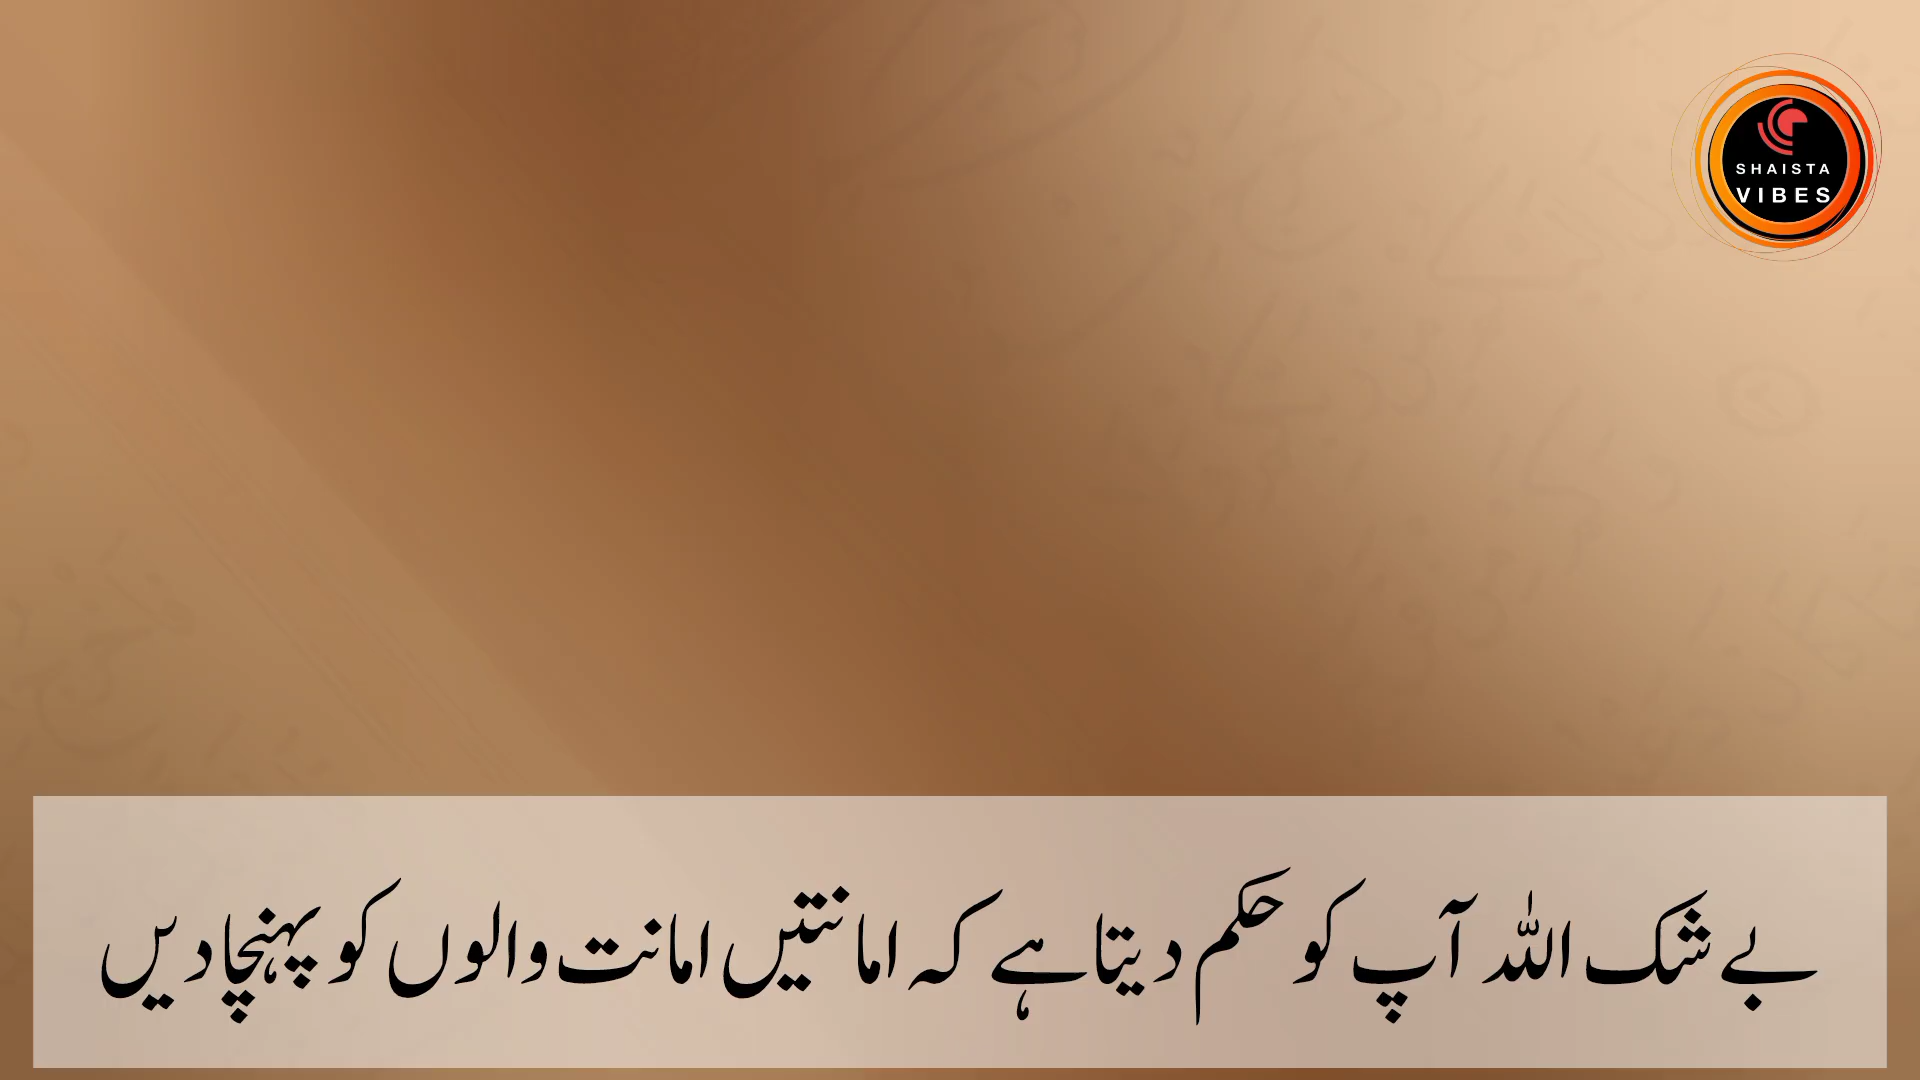 SHAISTA
VIBES
بے شک اللہ آپ کو حکم دیتا ہے کہ امانتیں امانت والوں کو پہنچا دیں